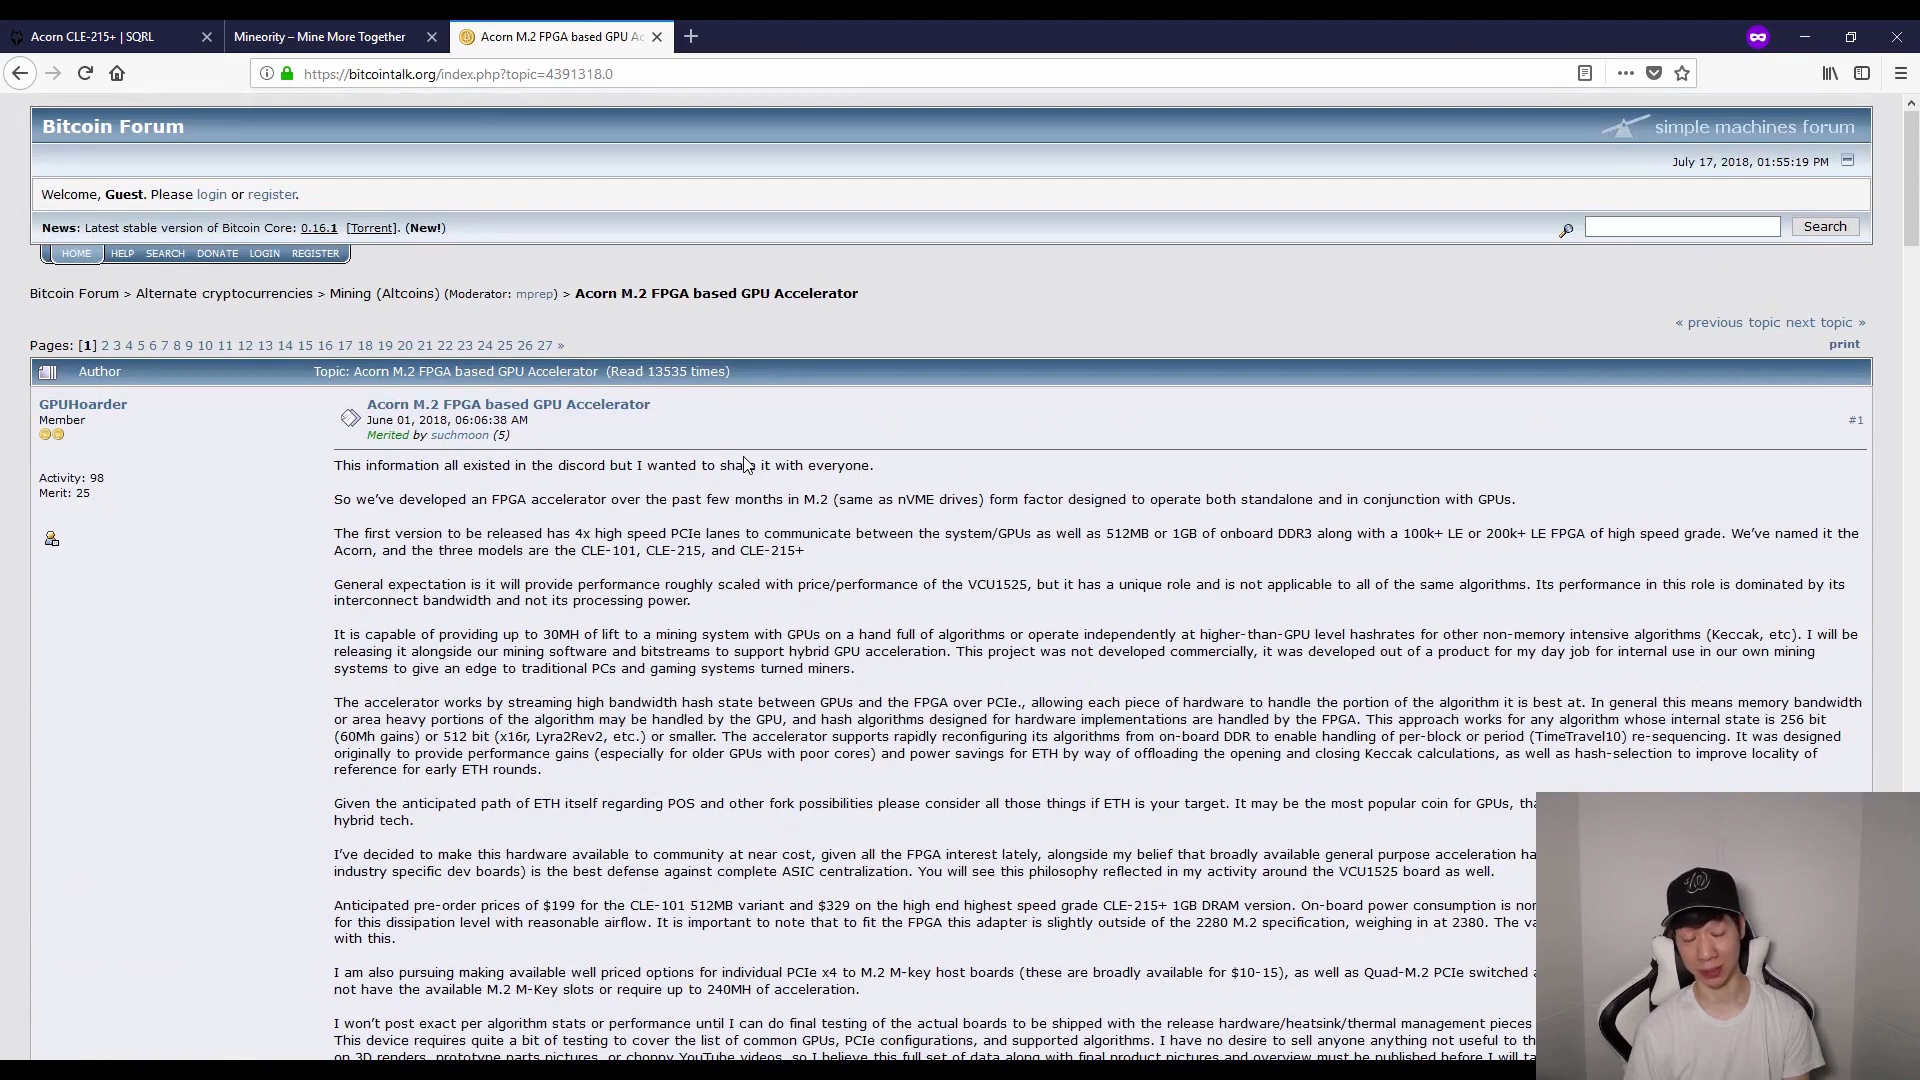 Acorn CLE-215+ | SQRL
Mineority – Mine More Together
Acorn M.2 FPGA based GPU Ac
https://bitcointalk.org/index.php?topic=4391318.0
Bitcoin Forum
simple machines forum
July 17, 2018, 01:55:19 PM
Welcome, Guest. Please login or register.
News: Latest stable version of Bitcoin Core: 0.16.1 [Torrent]. (New!)
Search
HOME HELP SEARCH DONATE LOGIN REGISTER
Bitcoin Forum > Alternate cryptocurrencies > Mining (Altcoins) (Moderator: mprep) > Acorn M.2 FPGA based GPU Accelerator
« previous topic next topic »
Pages: [1] 2 3 4 5 6 7 8 9 10 11 12 13 14 15 16 17 18 19 20 21 22 23 24 25 26 27 »
print
Author
Topic: Acorn M.2 FPGA based GPU Accelerator (Read 13535 times)
GPUHoarder
Member
Activity: 98
Merit: 25
Acorn M.2 FPGA based GPU Accelerator
June 01, 2018, 06:06:38 AM
Merited by suchmoon (5)
#1
This information all existed in the discord but I wanted to share it with everyone.
So we've developed an FPGA accelerator over the past few months in M.2 (same as nVME drives) form factor designed to operate both standalone and in conjunction with GPUs.
The first version to be released has 4x high speed PCIe lanes to communicate between the system/GPUs as well as 512MB or 1GB of onboard DDR3 along with a 100k+ LE or 200k+ LE FPGA of high speed grade. We've named it the
Acorn, and the three models are the CLE-101, CLE-215, and CLE-215+
General expectation is it will provide performance roughly scaled with price/performance of the VCU1525, but it has a unique role and is not applicable to all of the same algorithms. Its performance in this role is dominated by its
interconnect bandwidth and not its processing power.
It is capable of providing up to 30MH of lift to a mining system with GPUs on a hand full of algorithms or operate independently at higher-than-GPU level hashrates for other non-memory intensive algorithms (Keccak, etc). I will be
releasing it alongside our mining software and bitstreams to support hybrid GPU acceleration. This project was not developed commercially, it was developed out of a product for my day job for internal use in our own mining
systems to give an edge to traditional PCs and gaming systems turned miners.
The accelerator works by streaming high bandwidth hash state between GPUs and the FPGA over PCIe., allowing each piece of hardware to handle the portion of the algorithm it is best at. In general this means memory bandwidth
or area heavy portions of the algorithm may be handled by the GPU, and hash algorithms designed for hardware implementations are handled by the FPGA. This approach works for any algorithm whose internal state is 256 bit
(60Mh gains) or 512 bit (x16r, Lyra2Rev2, etc.) or smaller. The accelerator supports rapidly reconfiguring its algorithms from on-board DDR to enable handling of per-block or period (TimeTravel10) re-sequencing. It was designed
originally to provide performance gains (especially for older GPUs with poor cores) and power savings for ETH by way of offloading the opening and closing Keccak calculations, as well as hash-selection to improve locality of
reference for early ETH rounds.
Given the anticipated path of ETH itself regarding POS and other fork possibilities please consider all those things if ETH is your target. It may be the most popular coin for GPUs,
hybrid tech.
I've decided to make this hardware available to community at near cost, given all the FPGA interest lately, alongside my belief that broadly available general purpose acceleration
industry specific dev boards) is the best defense against complete ASIC centralization. You will see this philosophy reflected in my activity around the VCU1525 board as well.
Anticipated pre-order prices of $199 for the CLE-101 512MB variant and $329 on the high end highest speed grade CLE-215+ 1GB DRAM version. On-board power consumption is
for this dissipation level with reasonable airflow. It is important to note that to fit the FPGA this adapter is slightly outside of the 2280 M.2 specification, weighing in at 2380. The
with this.
I am also pursuing making available well priced options for individual PCIe x4 to M.2 M-key host boards (these are broadly available for $10-15), as well as Quad-M.2 PCIe switched
not have the available M.2 M-Key slots or require up to 240MH of acceleration.
I won't post exact per algorithm stats or performance until I can do final testing of the actual boards to be shipped with the release hardware/heatsink/thermal management pieces
This device requires quite a bit of testing to cover the list of common GPUs, PCIe configurations, and supported algorithms. I have no desire to sell anyone anything not useful to
on 3D renders, prototype parts pictures, or choppy YouTube videos, so I believe this full set of data along with final product pictures and overview must be published before I will